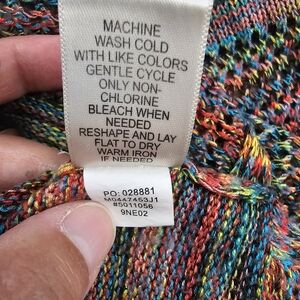 MACHINE
WASH COLD
WITH LIKE COLORS
GENTLE CYCLE
ONLY NON-
CHLORINE
BLEACH WHEN
NEEDED
RESHAPE AND LAY
FLAT TO DRY
WARM IRON
IF NEEDED
PO: 028881
M0447453J1
#5011056
9NE02